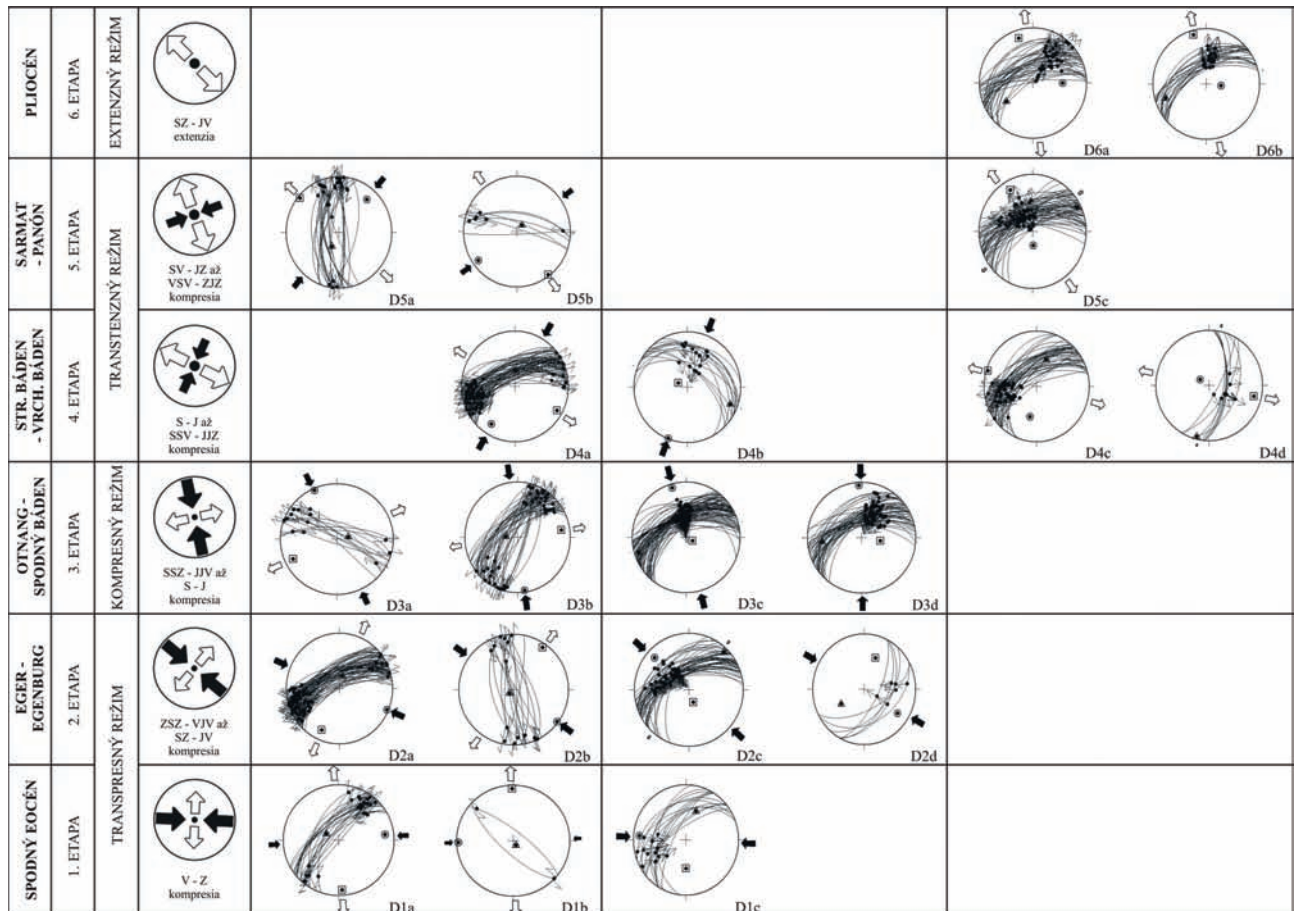 PLIOCÉN
6. ETAPA
EXTENZNÝ REŽIM
SZ - JV
extenzia
D6a
D6b
SARMAT
- PANÓN
5. ETAPA
TRANSTENZNÝ REŽIM
SV - JZ až
VSV - ZJZ
kompresia
D5a
D5b
D5c
STR. BÁDEN
- VRCH. BÁDEN
4. ETAPA
S - J až
SSV - JJZ
kompresia
D4a
D4b
D4c
D4d
OTNANG-
SPODNÝ BÁDEN
3. ETAPA
KOMPRESNÝ REŽIM
SSZ - JJV až
S - J
kompresia
D3a
D3b
D3c
D3d
EGER -
EGENBURG
2. ETAPA
TRANSPRESNÝ REŽIM
ZSZ - VJV až
SZ - JV
kompresia
D2a
D2b
D2c
D2d
SPODNÝ EOCÉN
1. ETAPA
V - Z
kompresia
D1a
D1b
D1c